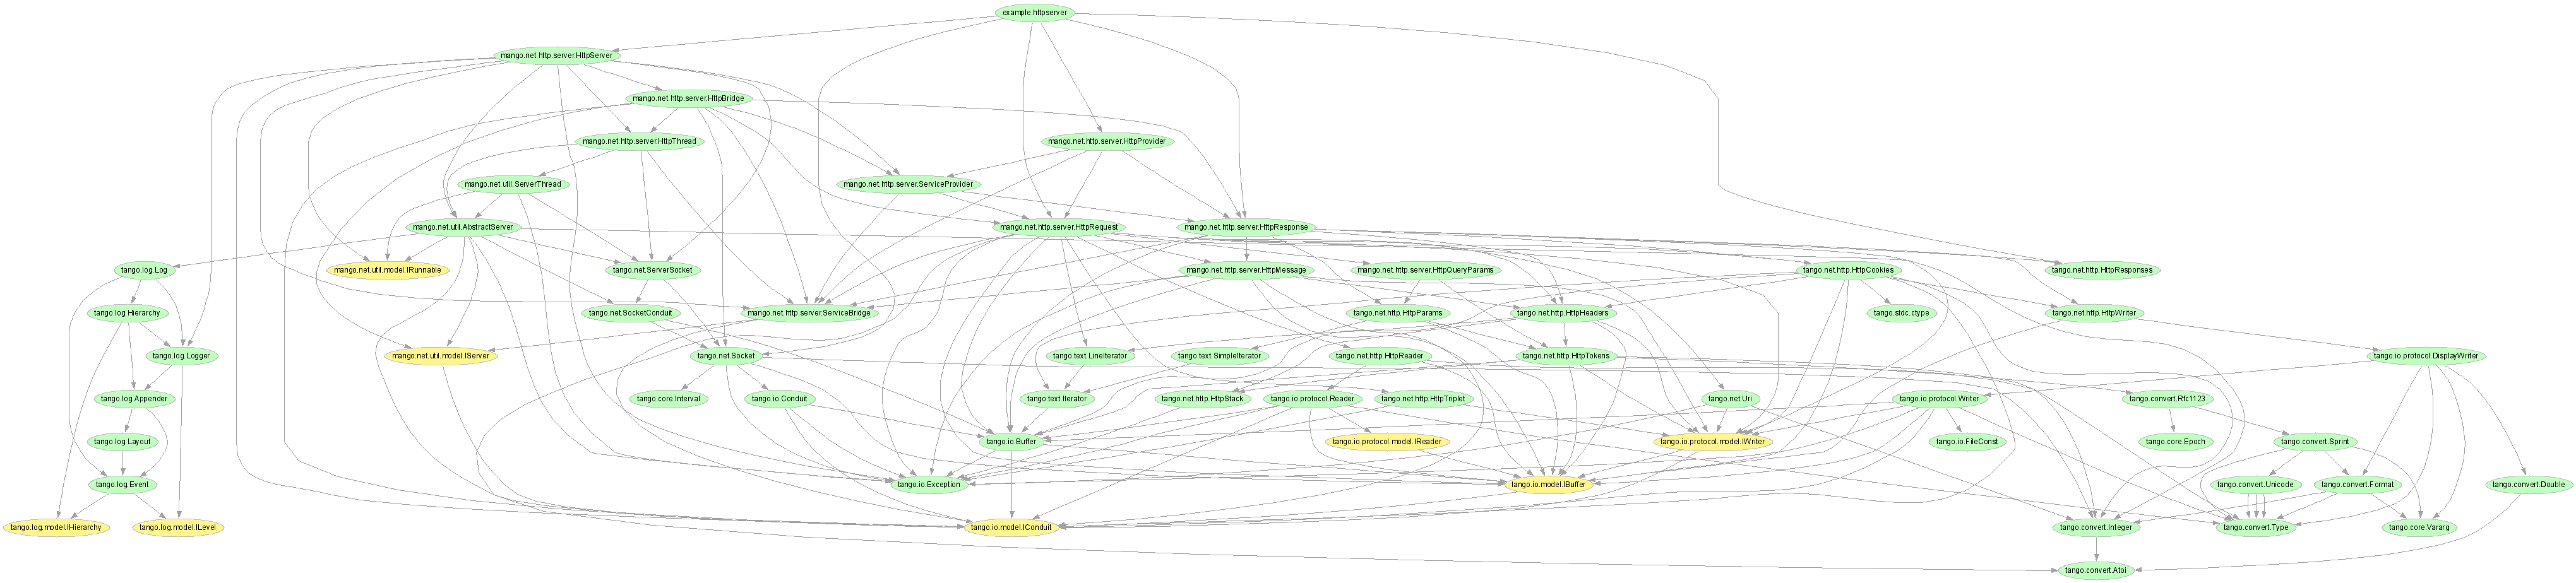 example.httpserver
mango.net.http.server.HttpServer
mango.net.http.server.HttpBridge
mango.net.http.server.HttpThread
mango.net.http.server.HttpProvider
mango.net.util.ServerThread
mango.net.http.server.ServiceProvider
mango.net.util.AbstractServer
mango.net.http.server.HttpRequest
mango.net.http.server.HttpResponse
tango.log.Log
mango.net.util.model.IRunnable
tango.net.ServerSocket
mango.net.http.server.HttpMessage
mango.net.http.server.HttpQueryParams
tango.net.http.HttpCookies
tango.net.http.HttpResponses
tango.log.Hierarchy
tango.net.SocketConduit
mango.net.http.server.ServiceBridge
tango.net.http.HttpParams
tango.net.http.HttpHeaders
tango.stdc.ctype
tango.net.http.HttpWriter
tango.log.Logger
mango.net.util.model.IServer
tango.net.Socket
tango.text.LineIterator
tango.text.SimpleIterator
tango.net.http.HttpReader
tango.net.http.HttpTokens
tango.io.protocol.DisplayWriter
tango.log.Appender
tango.core.Interval
tango.io.Conduit
tango.text.Iterator
tango.net.http.HttpStack
tango.io.protocol.Reader
tango.net.http.HttpTriplet
tango.net.Uri
tango.io.protocol.Writer
tango.convert.Rfc1123
tango.log.Layout
tango.io.Buffer
tango.io.protocol.model.IReader
tango.io.protocol.model.IWriter
tango.io.FileConst
tango.core.Epoch
tango.convert.Sprint
tango.log.Event
tango.io.Exception
tango.io.model.IBuffer
tango.convert.Unicode
tango.convert.Format
tango.convert.Double
tango.log.model.IHierarchy
tango.log.model.ILevel
tango.io.model.IConduit
tango.convert.Integer
tango.convert.Type
tango.core.Vararg
tango.convert.Atoi